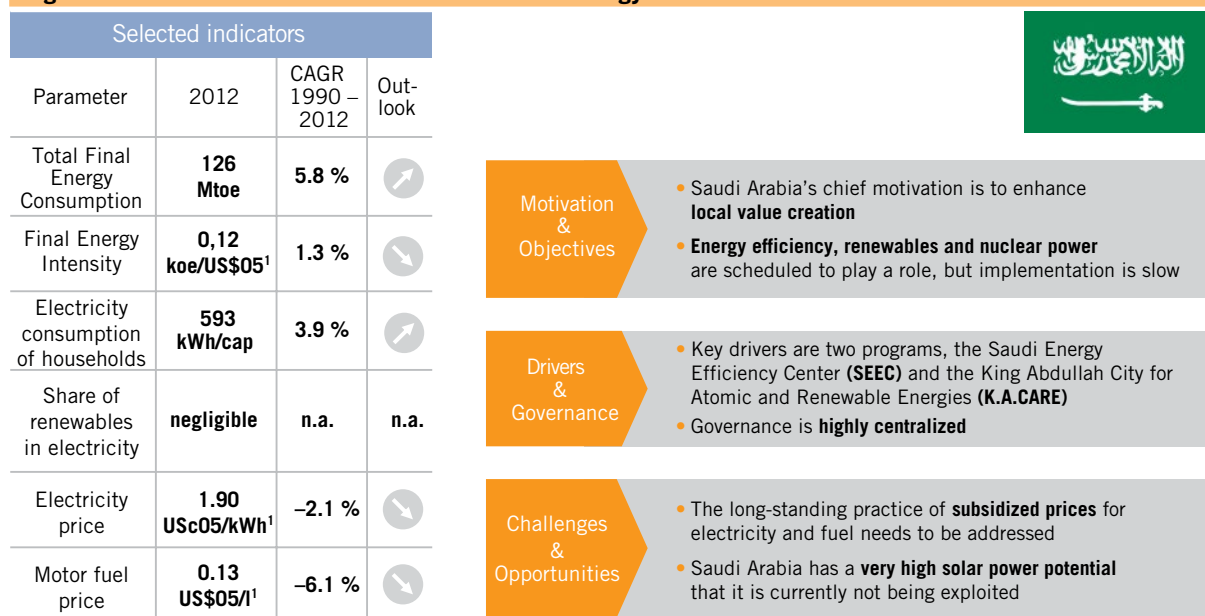 Selected indicators
Parameter
2012
CAGR
1990 –
2012
Out-
look
Total Final
Energy
Consumption
126
Mtoe
5.8 %
Final Energy
Intensity
0,12
koe/US$05¹
1.3 %
Electricity
consumption
of households
593
kWh/cap
3.9 %
Share of
renewables
in electricity
negligible
n.a.
n.a.
Electricity
price
1.90
USc05/kWh¹
–2.1 %
Motor fuel
price
0.13
US$05/l¹
–6.1 %
Motivation
&
Objectives
• Saudi Arabia’s chief motivation is to enhance
local value creation
• Energy efficiency, renewables and nuclear power
are scheduled to play a role, but implementation is slow
Drivers
&
Governance
• Key drivers are two programs, the Saudi Energy
Efficiency Center (SEEC) and the King Abdullah City for
Atomic and Renewable Energies (K.A.CARE)
• Governance is highly centralized
Challenges
&
Opportunities
• The long-standing practice of subsidized prices for
electricity and fuel needs to be addressed
• Saudi Arabia has a very high solar power potential
that it is currently not being exploited